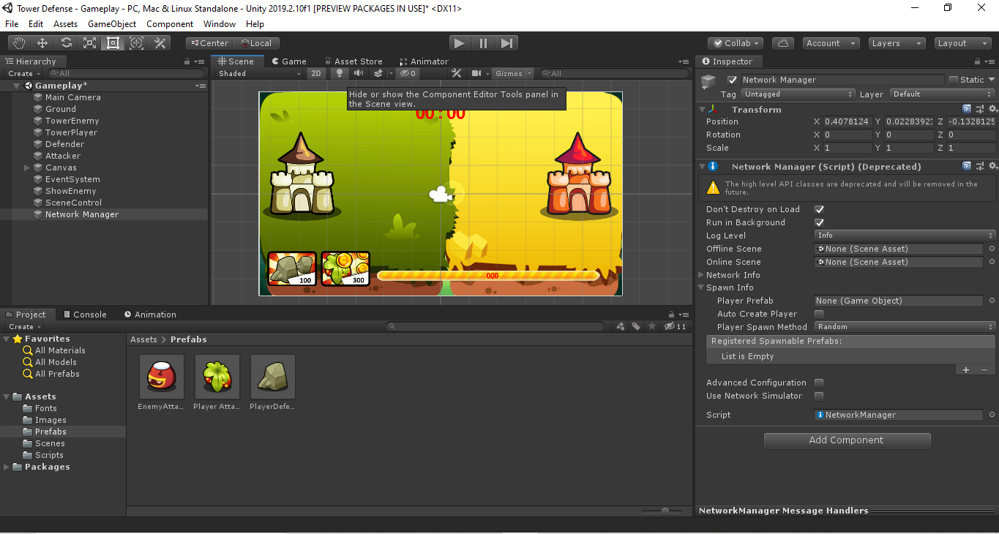 Tower Defense - Gameplay - PC, Mac & Linux Standalone - Unity 2019.2.10f1 [PREVIEW PACKAGES IN USE]* <DX11>
File Edit Assets GameObject Component Window Help
Center Local
Collab Account Layers Layout
Hierarchy
Create All
Gameplay*
Main Camera
Ground
TowerEnemy
TowerPlayer
Defender
Attacker
Canvas
EventSystem
ShowEnemy
SceneControl
Network Manager
Scene Game Asset Store Animator
Shaded 2D 0 Gizmos All
Hide or show the Component Editor Tools panel in
the Scene view.
00:00
100
300
000
Inspector
Network Manager Static
Tag Untagged Layer Default
Transform
Position X 0.4078124 Y 0.0228392 Z -0.1328125
Rotation X 0 Y 0 Z 0
Scale X 1 Y 1 Z 1
Network Manager (Script) (Deprecated)
The high level API classes are deprecated and will be removed in the
future.
Don't Destroy on Load
Run in Background
Log Level Info
Offline Scene None (Scene Asset)
Online Scene None (Scene Asset)
Network Info
Spawn Info
Player Prefab None (Game Object)
Auto Create Player
Player Spawn Method Random
Registered Spawnable Prefabs:
List is Empty
+ −
Advanced Configuration
Use Network Simulator
Script NetworkManager
Add Component
NetworkManager Message Handlers
Project Console Animation
Create 11
Favorites
All Materials
All Models
All Prefabs
Assets
Fonts
Images
Prefabs
Scenes
Scripts
Packages
Assets > Prefabs
EnemyAtta... Player Atta... PlayerDefe...